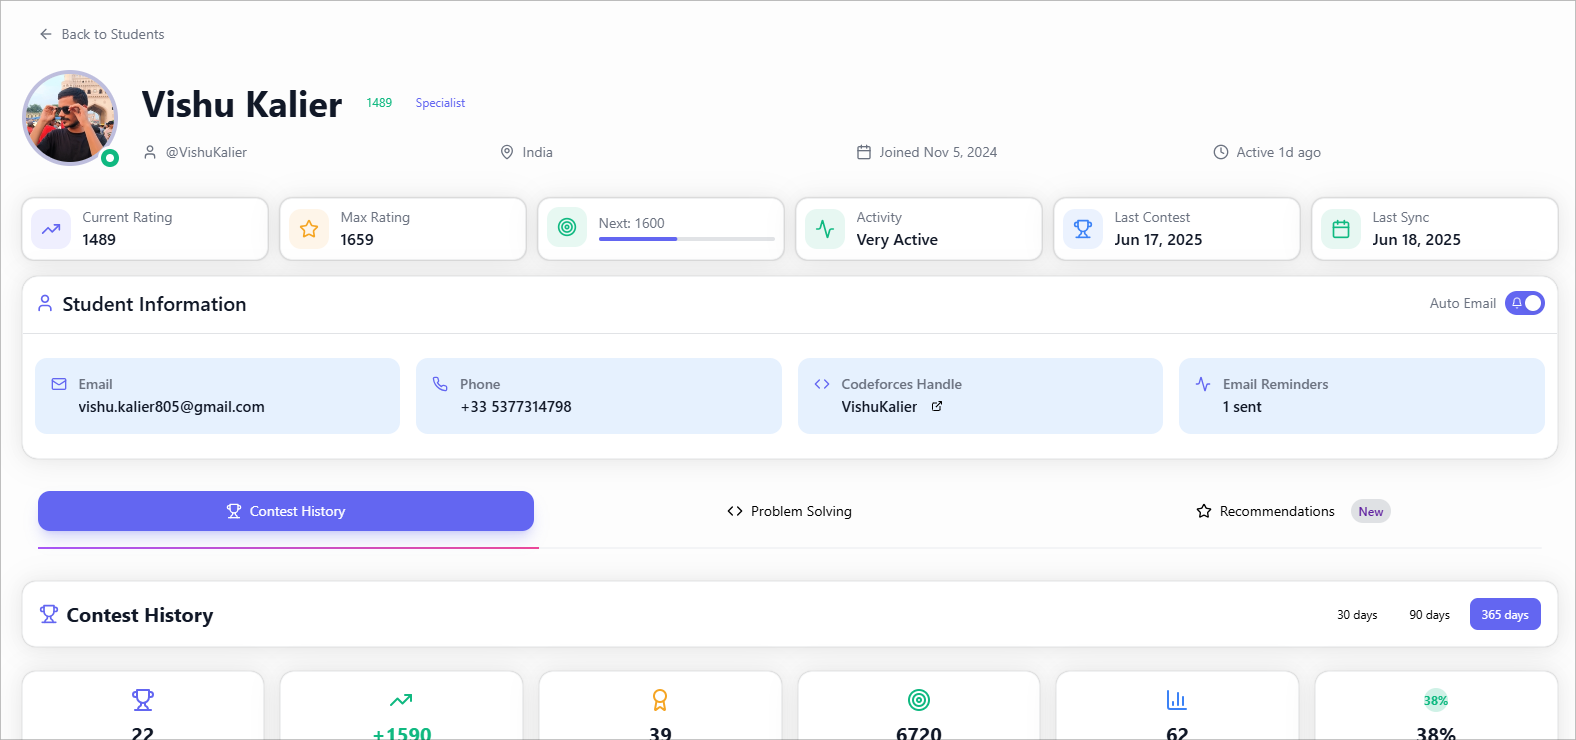 Back to Students
Vishu Kalier 1489 Specialist
@VishuKalier India Joined Nov 5, 2024 Active 1d ago
Current Rating
1489
Max Rating
1659
Next: 1600
Activity
Very Active
Last Contest
Jun 17, 2025
Last Sync
Jun 18, 2025
Student Information
Auto Email
Email
vishu.kalier805@gmail.com
Phone
+33 5377314798
Codeforces Handle
VishuKalier
Email Reminders
1 sent
Contest History
Problem Solving
Recommendations New
Contest History
30 days 90 days 365 days
22
+1590
39
6720
62
38%
38%